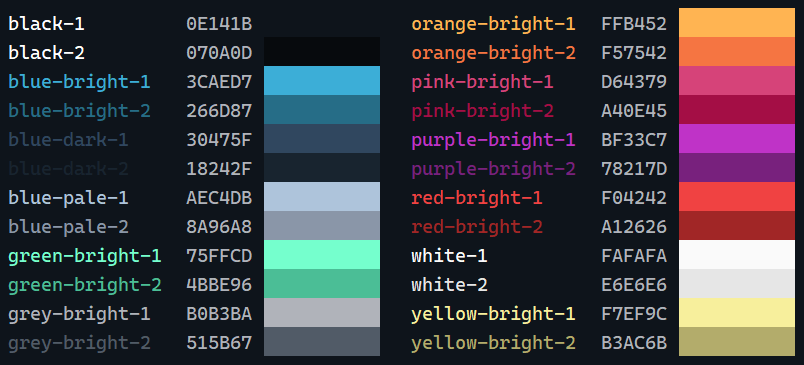 black-1 0E141B
black-2 070A0D
blue-bright-1 3CAED7
blue-bright-2 266D87
blue-dark-1 30475F
blue-dark-2 18242F
blue-pale-1 AEC4DB
blue-pale-2 8A96A8
green-bright-1 75FFCD
green-bright-2 4BBE96
grey-bright-1 B0B3BA
grey-bright-2 515B67
orange-bright-1 FFB452
orange-bright-2 F57542
pink-bright-1 D64379
pink-bright-2 A40E45
purple-bright-1 BF33C7
purple-bright-2 78217D
red-bright-1 F04242
red-bright-2 A12626
white-1 FAFAFA
white-2 E6E6E6
yellow-bright-1 F7EF9C
yellow-bright-2 B3AC6B